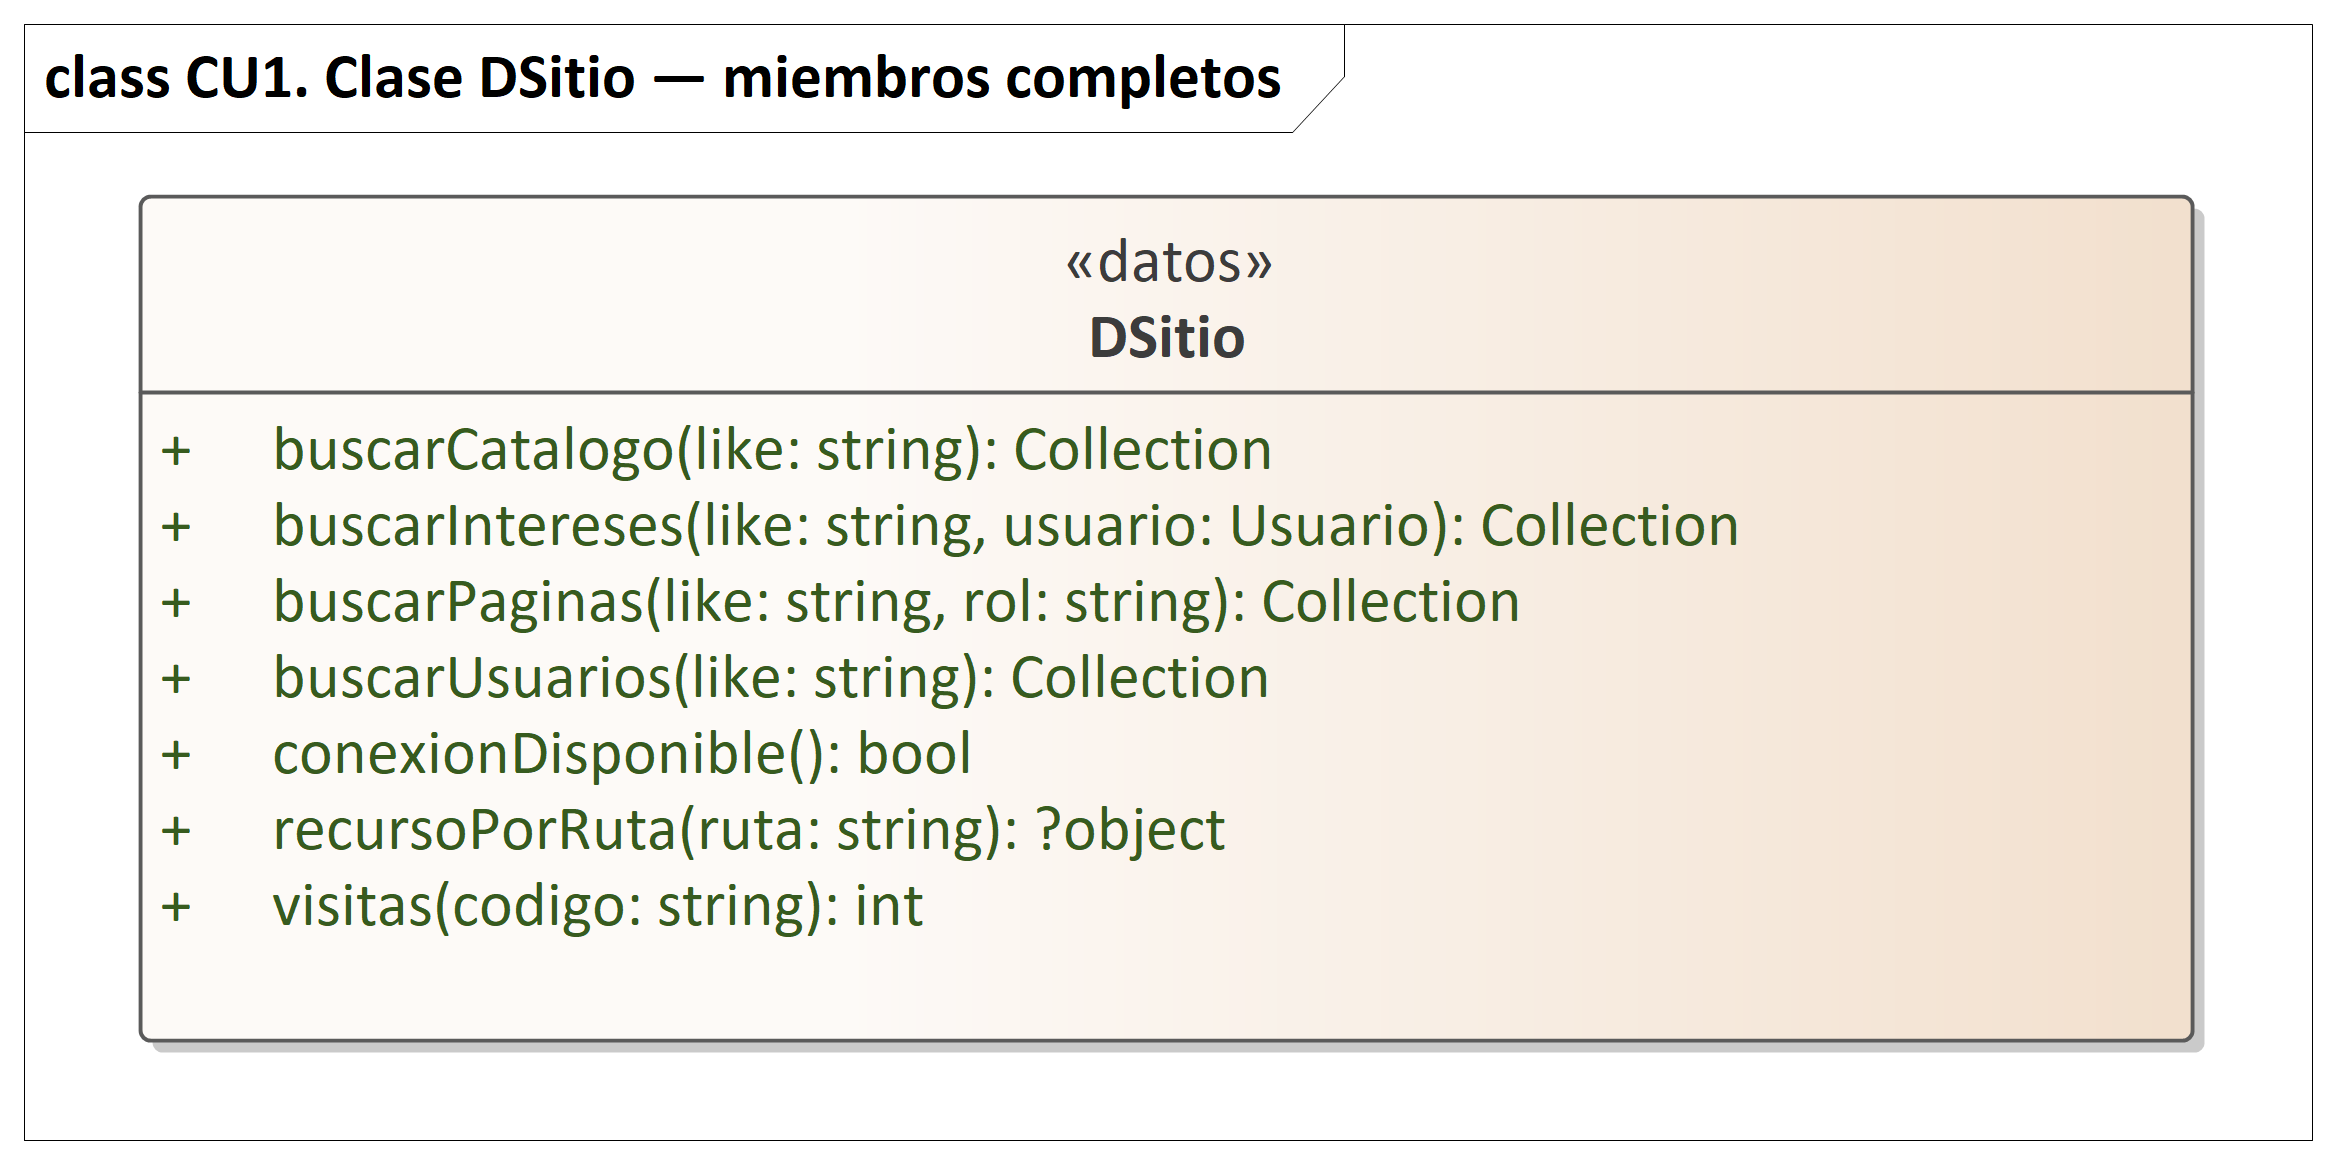 class CU1. Clase DSitio — miembros completos
«datos»
DSitio
+ buscarCatalogo(like: string): Collection
+ buscarIntereses(like: string, usuario: Usuario): Collection
+ buscarPaginas(like: string, rol: string): Collection
+ buscarUsuarios(like: string): Collection
+ conexionDisponible(): bool
+ recursoPorRuta(ruta: string): ?object
+ visitas(codigo: string): int